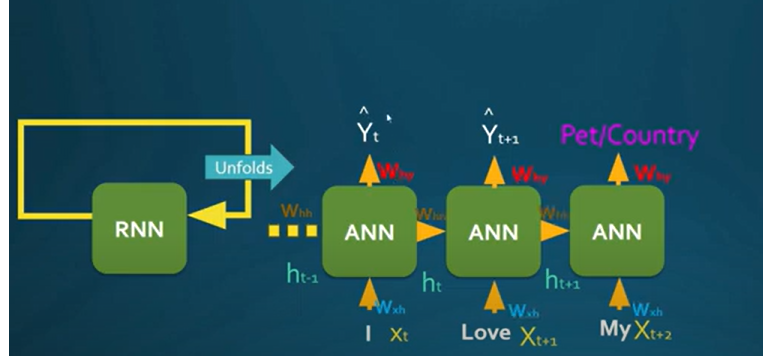 Ŷt
Ŷt+1
Pet/Country
Unfolds
Why
Why
Why
Whh
Whh
Whh
RNN
ANN
ANN
ANN
ht-1
ht
ht+1
Wxh
Wxh
Wxh
I Xt
Love Xt+1
My Xt+2